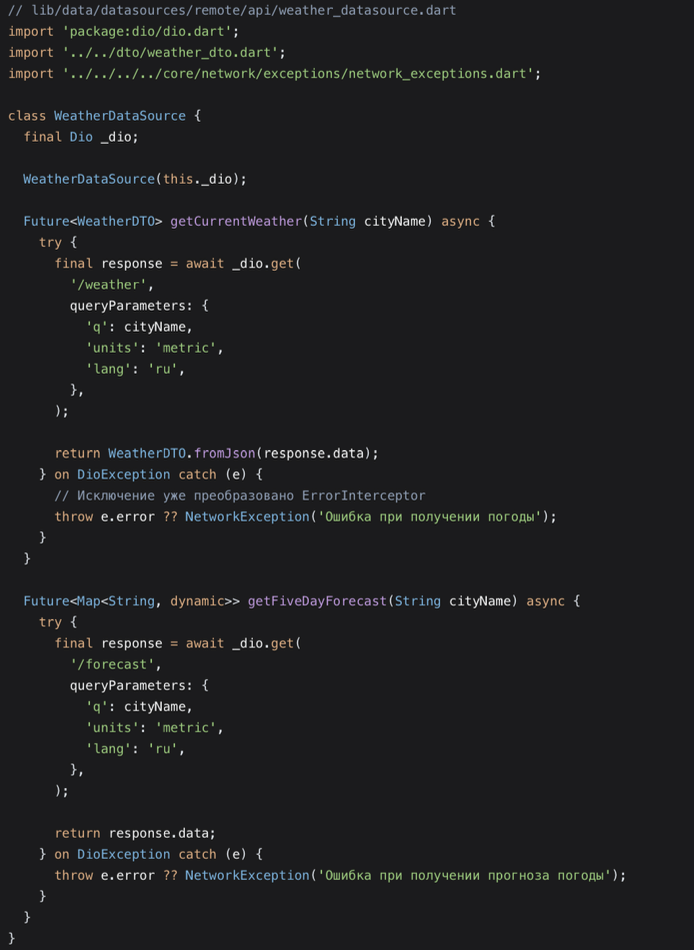 // lib/data/datasources/remote/api/weather_datasource.dart
import 'package:dio/dio.dart';
import '../../dto/weather_dto.dart';
import '../../../../core/network/exceptions/network_exceptions.dart';

class WeatherDataSource {
  final Dio _dio;

  WeatherDataSource(this._dio);

  Future<WeatherDTO> getCurrentWeather(String cityName) async {
    try {
      final response = await _dio.get(
        '/weather',
        queryParameters: {
          'q': cityName,
          'units': 'metric',
          'lang': 'ru',
        },
      );

      return WeatherDTO.fromJson(response.data);
    } on DioException catch (e) {
      // Исключение уже преобразовано ErrorInterceptor
      throw e.error ?? NetworkException('Ошибка при получении погоды');
    }
  }

  Future<Map<String, dynamic>> getFiveDayForecast(String cityName) async {
    try {
      final response = await _dio.get(
        '/forecast',
        queryParameters: {
          'q': cityName,
          'units': 'metric',
          'lang': 'ru',
        },
      );

      return response.data;
    } on DioException catch (e) {
      throw e.error ?? NetworkException('Ошибка при получении прогноза погоды');
    }
  }
}